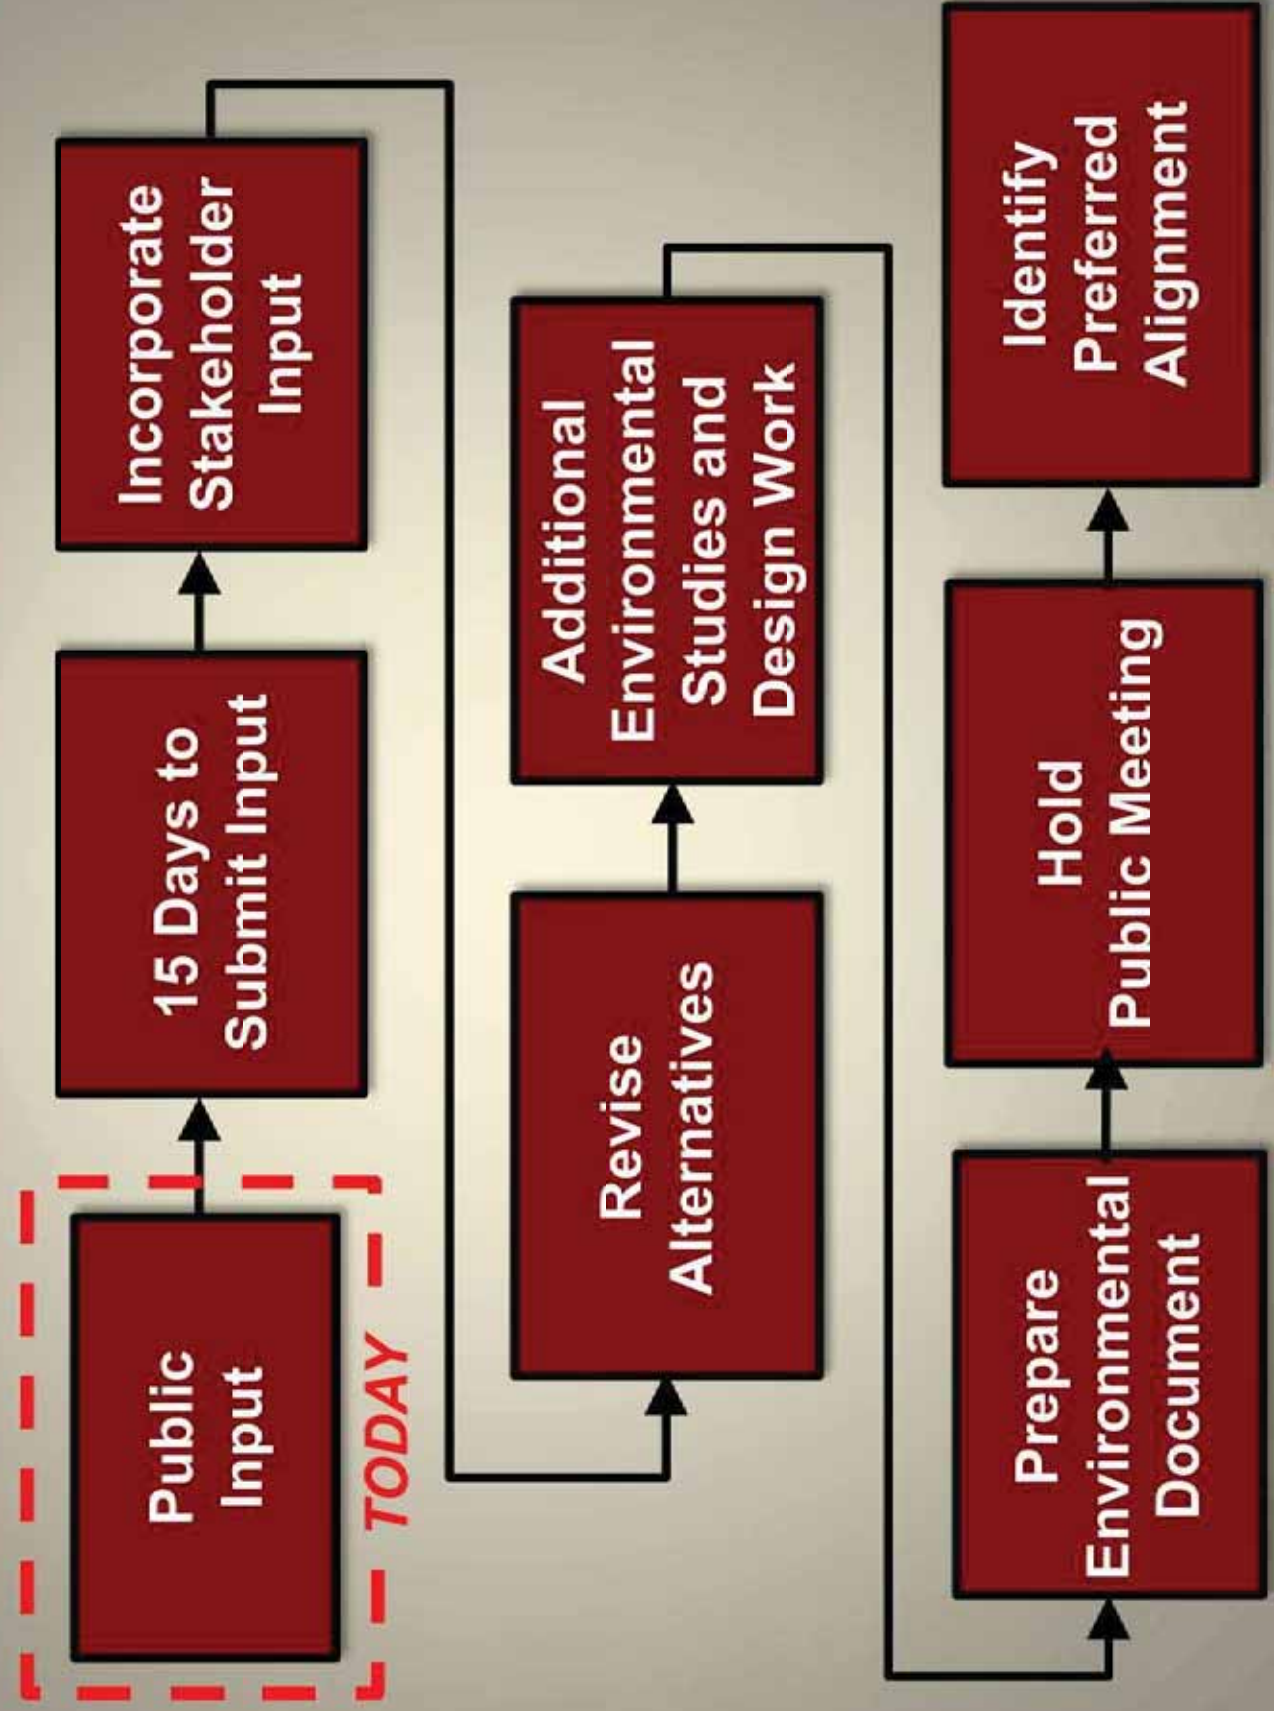 Public
Input
TODAY
15 Days to
Submit Input
Incorporate
Stakeholder
Input
Revise
Alternatives
Additional
Environmental
Studies and
Design Work
Prepare
Environmental
Document
Hold
Public Meeting
Identify
Preferred
Alignment